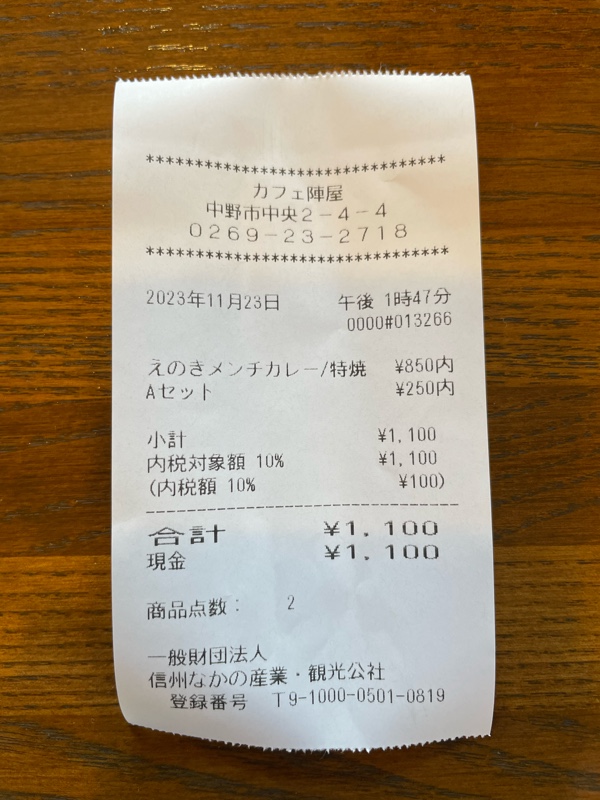 ******************************
カフェ陣屋
中野市中央2-4-4
0269-23-2718
******************************
2023年11月23日 午後 1時47分
0000#013266
えのきメンチカレー/特焼 ¥850内
Aセット ¥250内
小計 ¥1,100
内税対象額 10% ¥1,100
(内税額 10% ¥100)
--------------------------------
合計 ¥1,100
現金 ¥1,100
商品点数: 2
一般財団法人
信州なかの産業・観光公社
登録番号 T9-1000-0501-0819